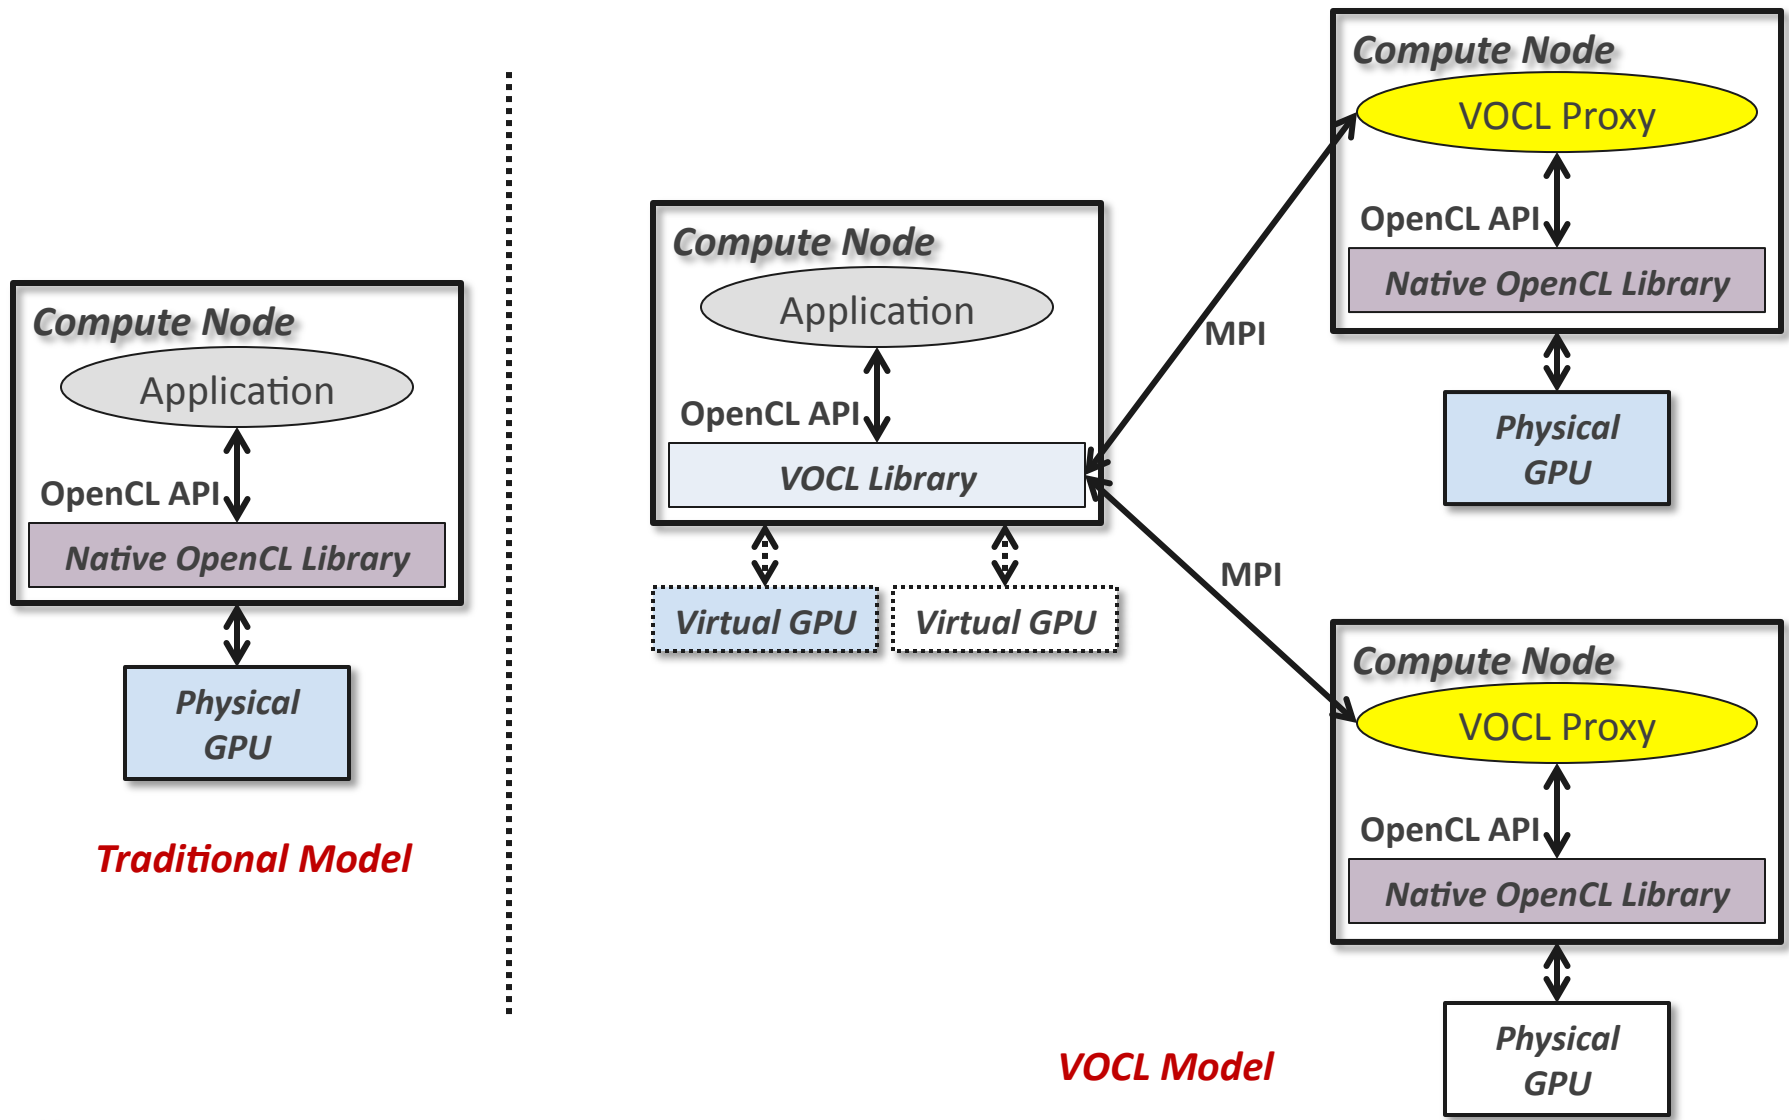 Compute Node
Application
OpenCL API
Native OpenCL Library
Physical
GPU
Traditional Model
Compute Node
Application
OpenCL API
VOCL Library
Virtual GPU
Virtual GPU
MPI
MPI
Compute Node
VOCL Proxy
OpenCL API
Native OpenCL Library
Physical
GPU
Compute Node
VOCL Proxy
OpenCL API
Native OpenCL Library
Physical
GPU
VOCL Model